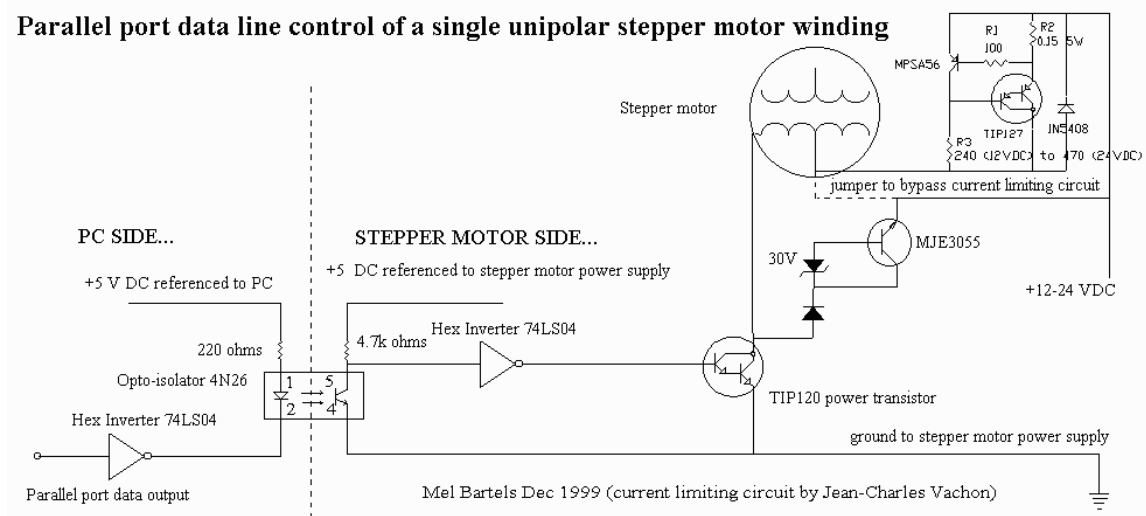 Parallel port data line control of a single unipolar stepper motor winding
R1
100
R2
0.15 5W
MPSA56
TIP127
1N5408
R3
240 (12VDC) to 470 (24VDC)
Stepper motor
jumper to bypass current limiting circuit
PC SIDE...
STEPPER MOTOR SIDE...
MJE3055
30V
+5 DC referenced to stepper motor power supply
+5 V DC referenced to PC
+12-24 VDC
Hex Inverter 74LS04
220 ohms
4.7k ohms
Opto-isolator 4N26
1
5
2
4
TIP120 power transistor
Hex Inverter 74LS04
ground to stepper motor power supply
Parallel port data output
Mel Bartels Dec 1999 (current limiting circuit by Jean-Charles Vachon)